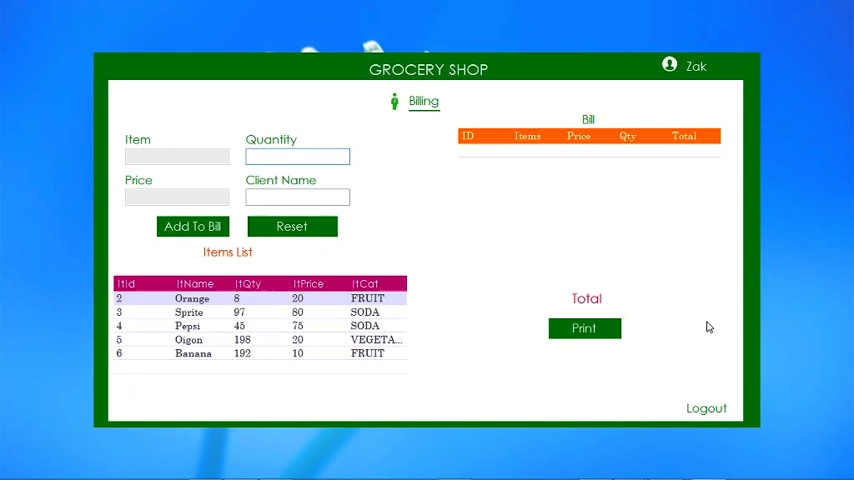 GROCERY SHOP
Zak
Billing
Item
Quantity
Price
Client Name
Add To Bill
Reset
Items List
ItId ItName ItQty ItPrice ItCat
2 Orange 8 20 FRUIT
3 Sprite 97 80 SODA
4 Pepsi 45 75 SODA
5 Oigon 198 20 VEGETA...
6 Banana 192 10 FRUIT
Bill
ID Items Price Qty Total
Total
Print
Logout